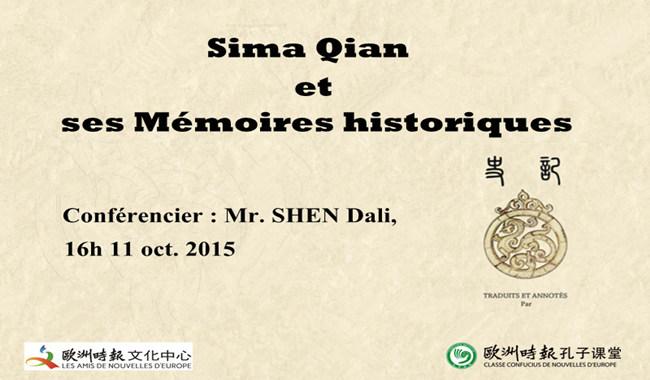 Sima Qian
et
ses Mémoires historiques
史 記
Conférencier : Mr. SHEN Dali,
16h 11 oct. 2015
TRADUITS ET ANNOTÉS
Par
歐洲時報文化中心
LES AMIS DE NOUVELLES D'EUROPE
歐洲時報孔子课堂
CLASSE CONFUCIUS DE NOUVELLES D'EUROPE